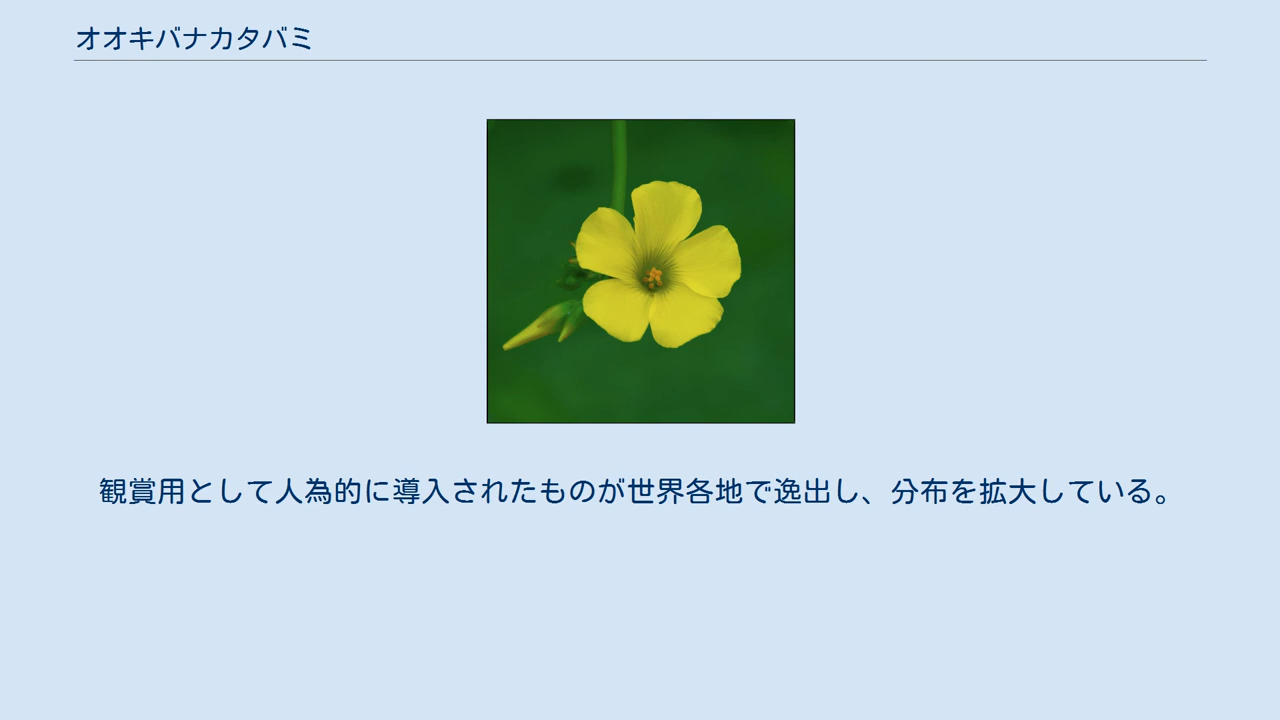 オオキバナカタバミ
観賞用として人為的に導入されたものが世界各地で逸出し、分布を拡大している。